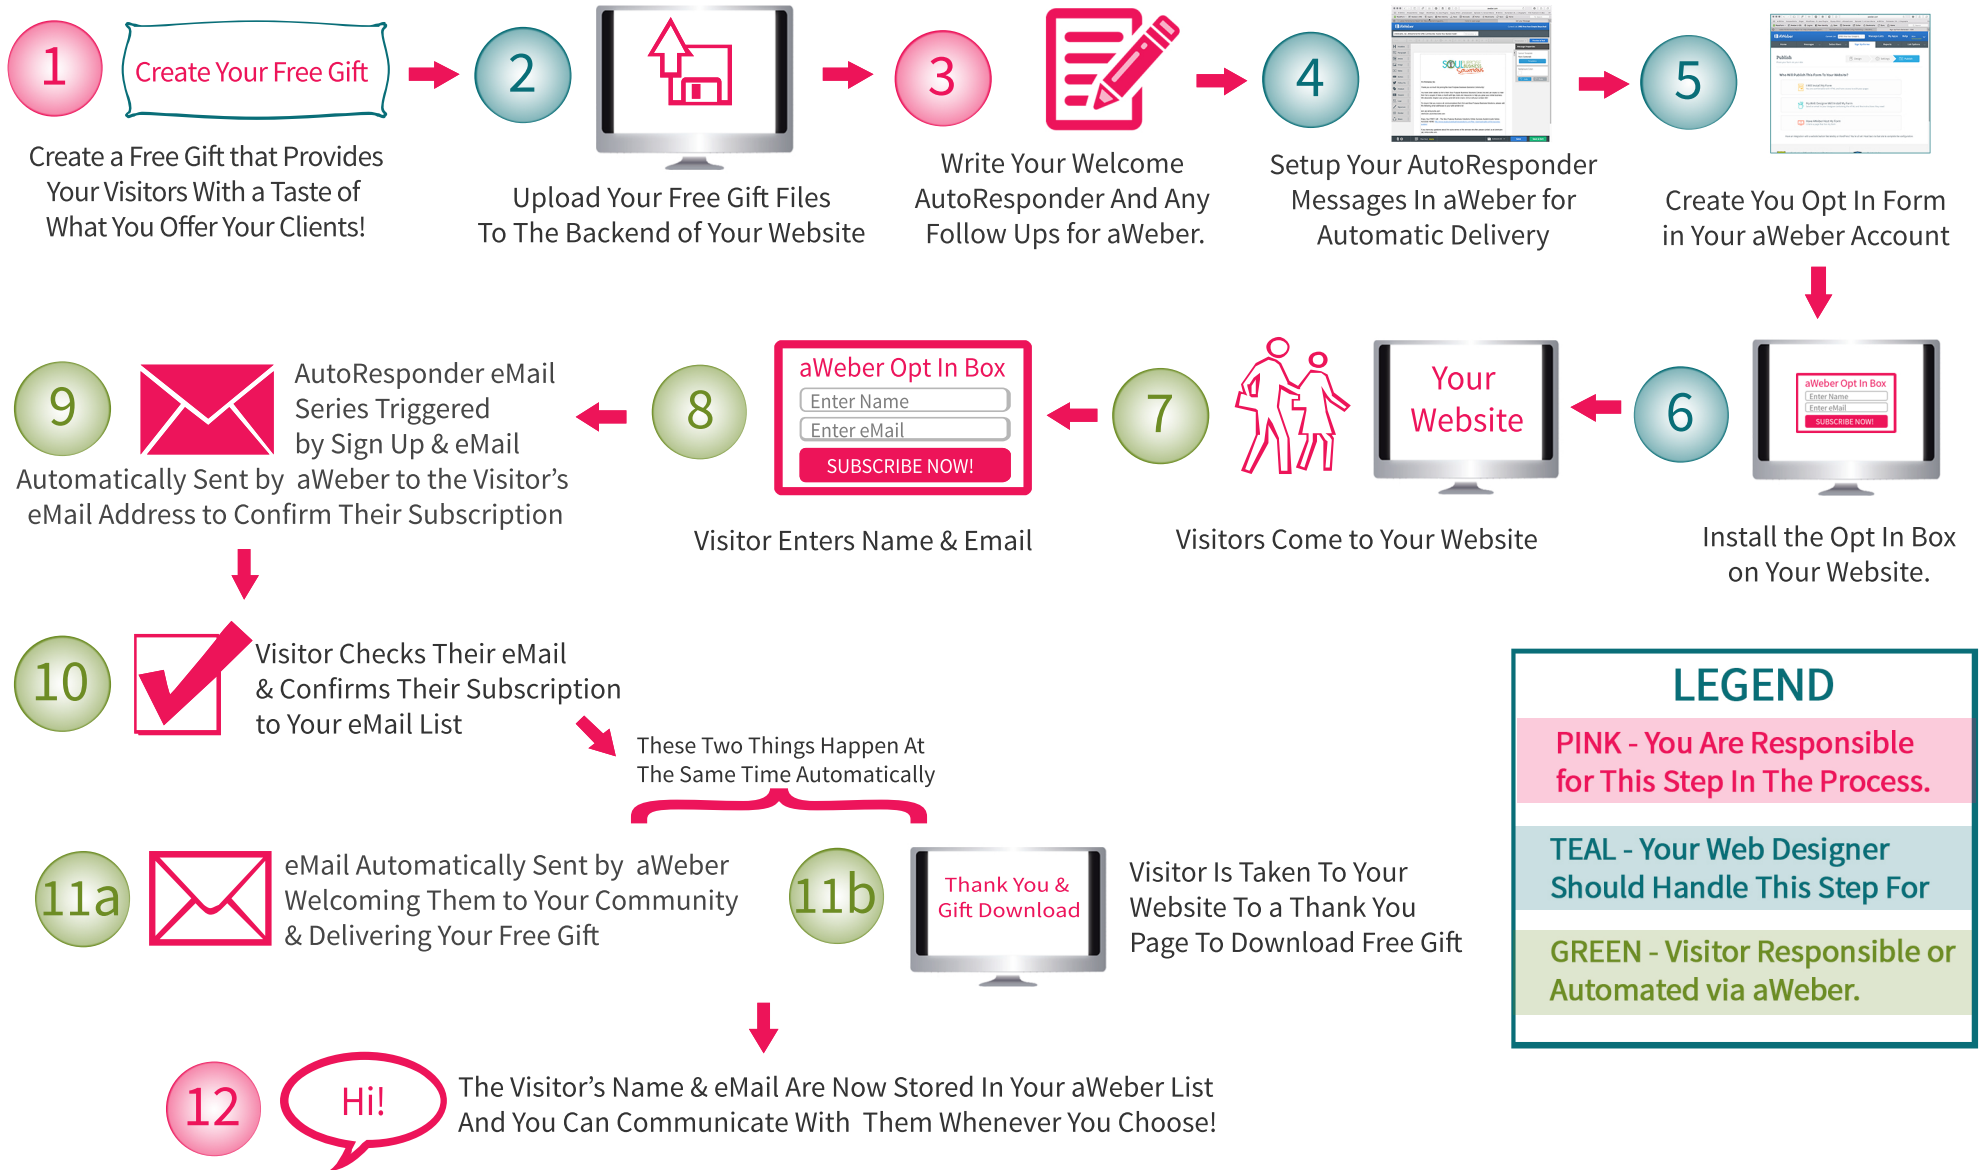 1
Create Your Free Gift
Create a Free Gift that Provides
Your Visitors With a Taste of
What You Offer Your Clients!
2
Upload Your Free Gift Files
To The Backend of Your Website
3
Write Your Welcome
AutoResponder And Any
Follow Ups for aWeber.
4
Setup Your AutoResponder
Messages In aWeber for
Automatic Delivery
5
Publish
Create You Opt In Form
in Your aWeber Account
6
aWeber Opt In Box
Enter Name
Enter eMail
SUBSCRIBE NOW!
Install the Opt In Box
on Your Website.
7
Your
Website
Visitors Come to Your Website
8
aWeber Opt In Box
Enter Name
Enter eMail
SUBSCRIBE NOW!
Visitor Enters Name & Email
9
AutoResponder eMail
Series Triggered
by Sign Up & eMail
Automatically Sent by aWeber to the Visitor’s
eMail Address to Confirm Their Subscription
10
Visitor Checks Their eMail
& Confirms Their Subscription
to Your eMail List
These Two Things Happen At
The Same Time Automatically
11a
eMail Automatically Sent by aWeber
Welcoming Them to Your Community
& Delivering Your Free Gift
11b
Thank You &
Gift Download
Visitor Is Taken To Your
Website To a Thank You
Page To Download Free Gift
12
Hi!
The Visitor’s Name & eMail Are Now Stored In Your aWeber List
And You Can Communicate With Them Whenever You Choose!
LEGEND
PINK - You Are Responsible
for This Step In The Process.
TEAL - Your Web Designer
Should Handle This Step For
GREEN - Visitor Responsible or
Automated via aWeber.